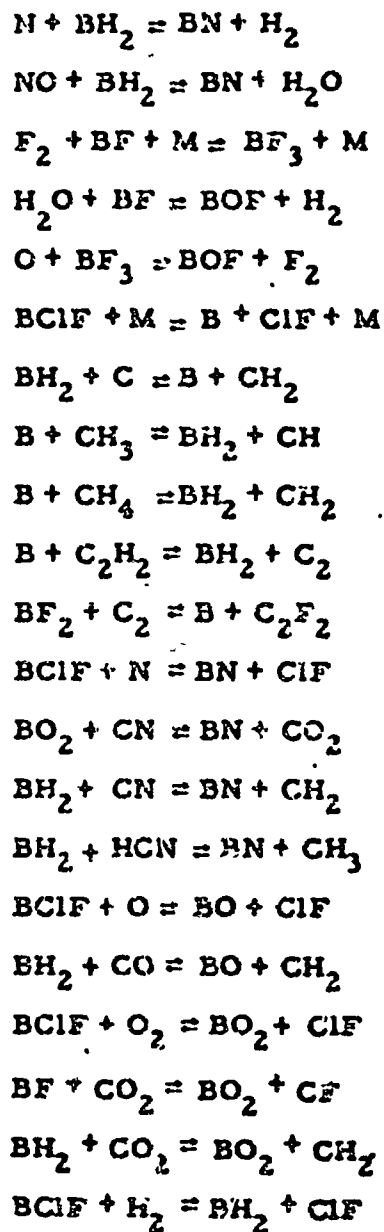 N + BH₂ = BN + H₂
NO + BH₂ = BN + H₂O
F₂ + BF + M = BF₃ + M
H₂O + BF = BOF + H₂
O + BF₃ = BOF + F₂
BClF + M = B + ClF + M
BH₂ + C = B + CH₂
B + CH₃ = BH₂ + CH
B + CH₄ = BH₂ + CH₂
B + C₂H₂ = BH₂ + C₂
BF₂ + C₂ = B + C₂F₂
BClF + N = BN + ClF
BO₂ + CN = BN + CO₂
BH₂ + CN = BN + CH₂
BH₂ + HCN = BN + CH₃
BClF + O = BO + ClF
BH₂ + CO = BO + CH₂
BClF + O₂ = BO₂ + ClF
BF + CO₂ = BO₂ + CF
BH₂ + CO₂ = BO₂ + CH₂
BClF + H₂ = BH₂ + ClF